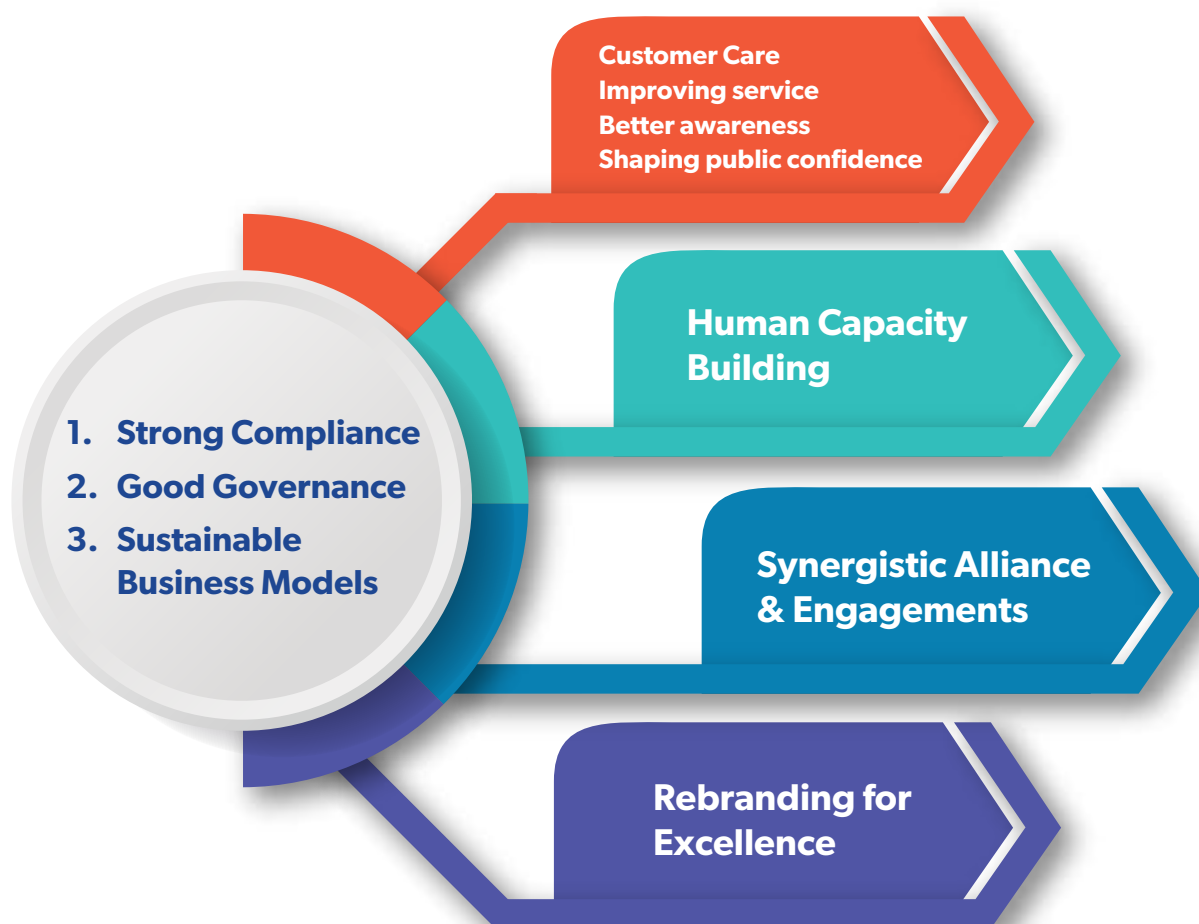 Customer Care
Improving service
Better awareness
Shaping public confidence
Human Capacity
Building
1. Strong Compliance
2. Good Governance
3. Sustainable
Business Models
Synergistic Alliance
& Engagements
Rebranding for
Excellence